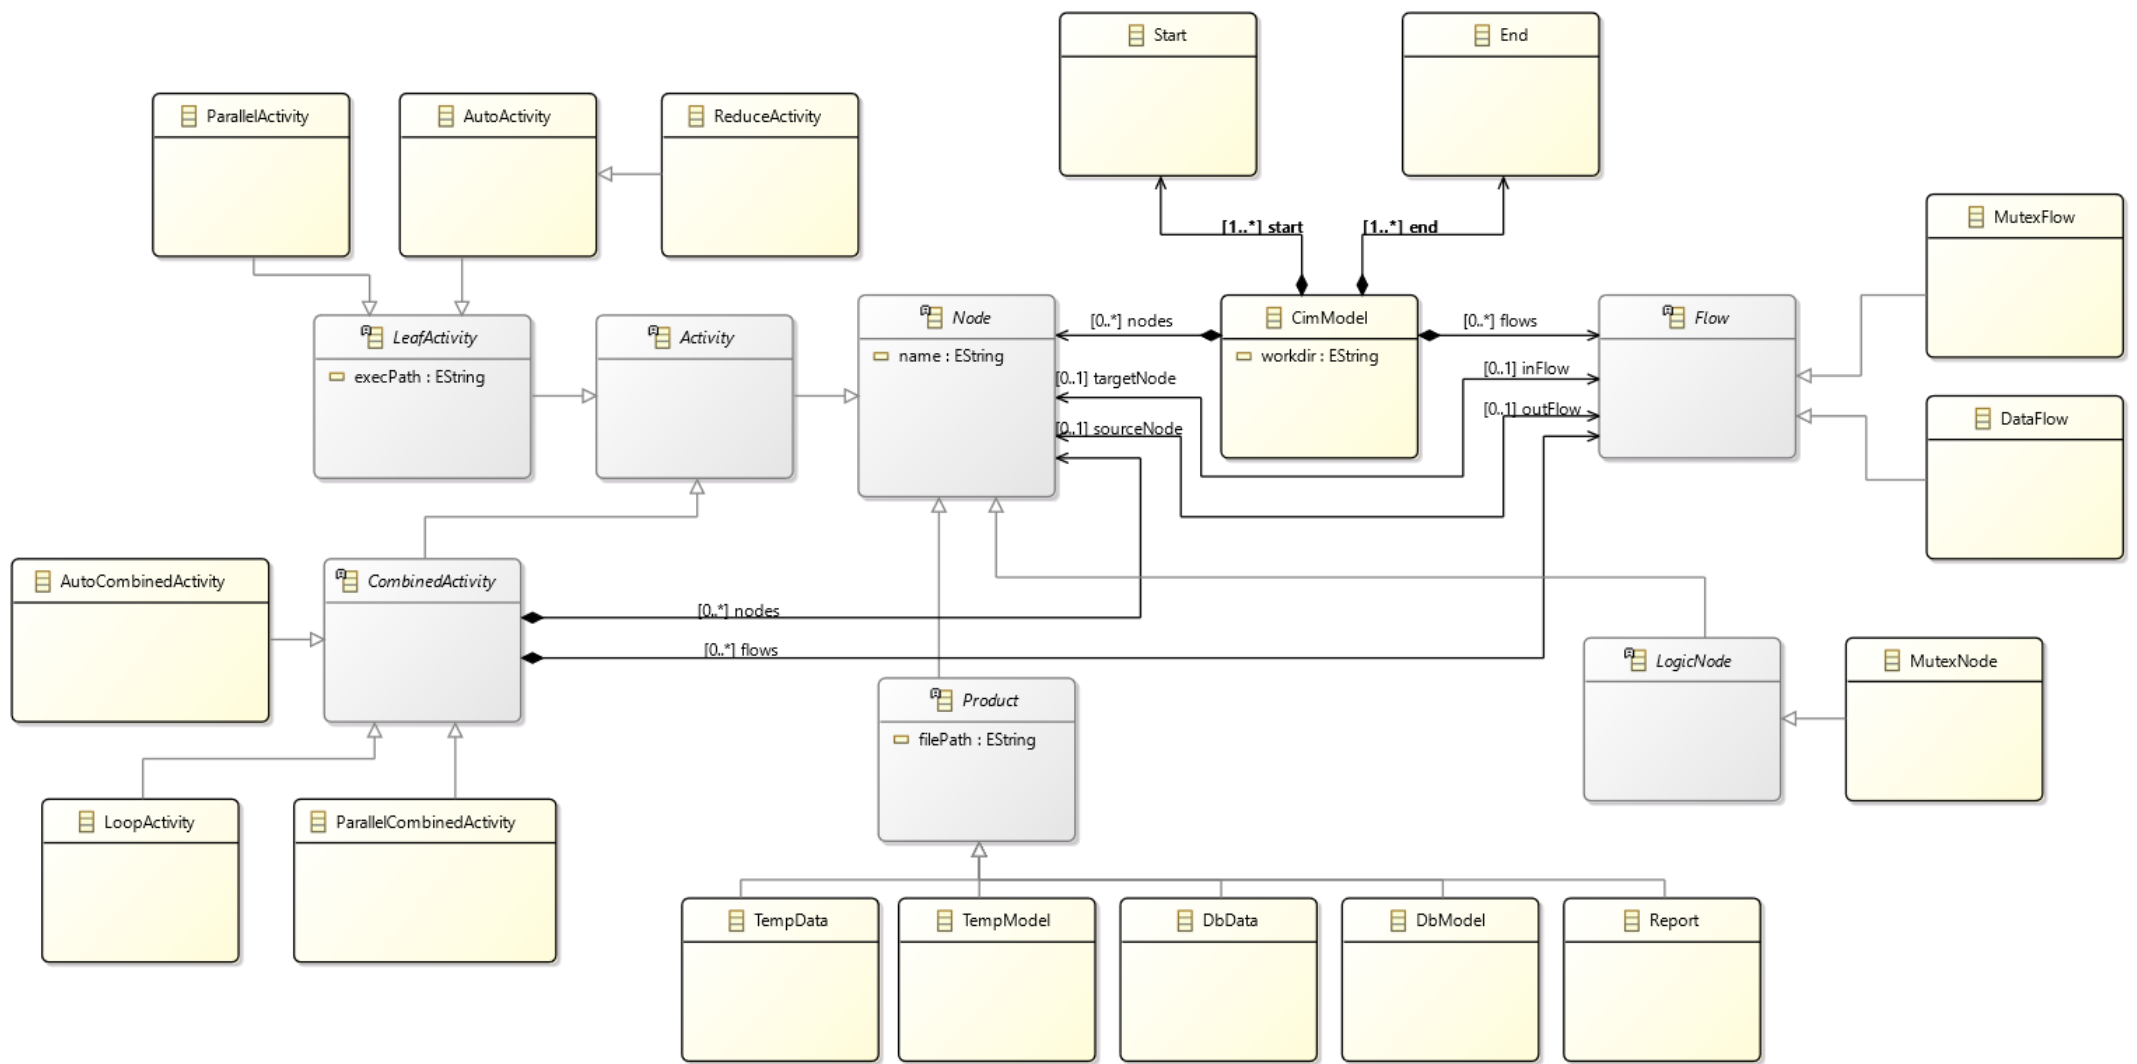 Start
End
ParallelActivity
AutoActivity
ReduceActivity
MutexFlow
[1..*] start
[1..*] end
LeafActivity
execPath : EString
Activity
Node
name : EString
[0..*] nodes
CimModel
workdir : EString
[0..*] flows
Flow
[0..1] targetNode
[0..1] inFlow
[0..1] outFlow
[0..1] sourceNode
DataFlow
AutoCombinedActivity
CombinedActivity
[0..*] nodes
[0..*] flows
LogicNode
MutexNode
Product
filePath : EString
LoopActivity
ParallelCombinedActivity
TempData
TempModel
DbData
DbModel
Report